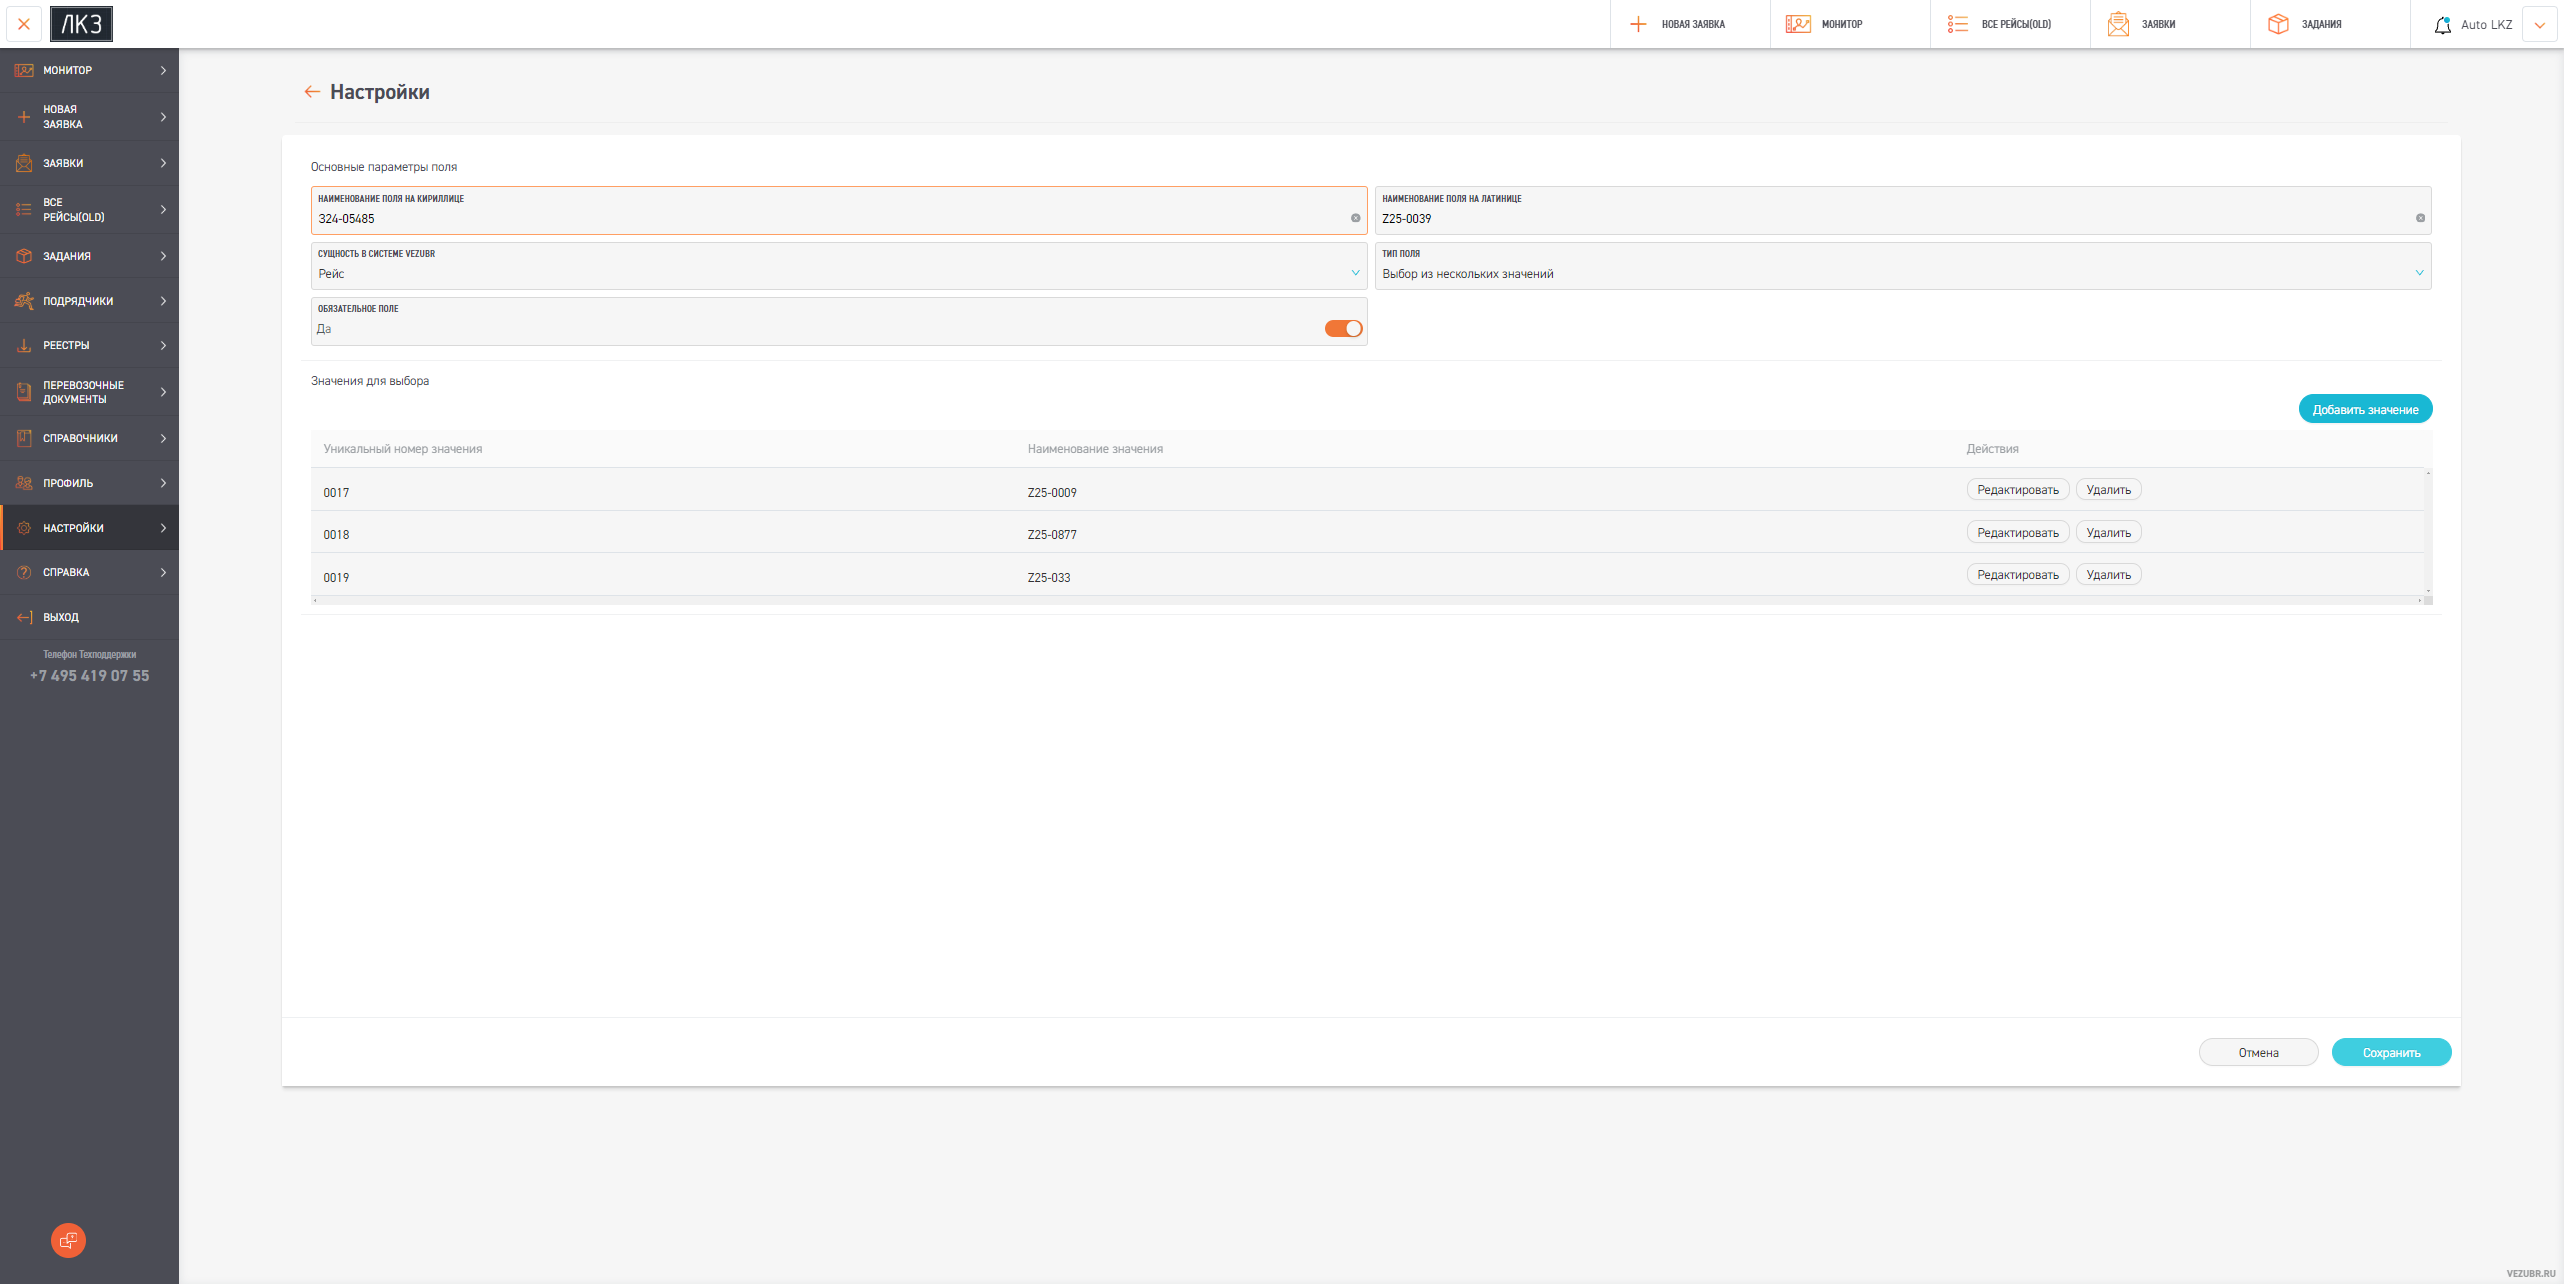 ЛКЗ
НОВАЯ ЗАЯВКА
МОНИТОР
ВСЕ РЕЙСЫ(OLD)
ЗАЯВКИ
ЗАДАНИЯ
Auto LKZ
МОНИТОР
НОВАЯ
ЗАЯВКА
ЗАЯВКИ
ВСЕ
РЕЙСЫ(OLD)
ЗАДАНИЯ
ПОДРЯДЧИКИ
РЕЕСТРЫ
ПЕРЕВОЗОЧНЫЕ
ДОКУМЕНТЫ
СПРАВОЧНИКИ
ПРОФИЛЬ
НАСТРОЙКИ
СПРАВКА
ВЫХОД
Телефон Техподдержки
+7 495 419 07 55
Настройки
Основные параметры поля
НАИМЕНОВАНИЕ ПОЛЯ НА КИРИЛЛИЦЕ
324-05485
НАИМЕНОВАНИЕ ПОЛЯ НА ЛАТИНИЦЕ
Z25-0039
СУЩНОСТЬ В СИСТЕМЕ VEZUBR
Рейс
ТИП ПОЛЯ
Выбор из нескольких значений
ОБЯЗАТЕЛЬНОЕ ПОЛЕ
Да
Значения для выбора
Добавить значение
Уникальный номер значения Наименование значения Действия
0017 Z25-0009 Редактировать Удалить
0018 Z25-0877 Редактировать Удалить
0019 Z25-033 Редактировать Удалить
Отмена Сохранить
VEZUBR.RU